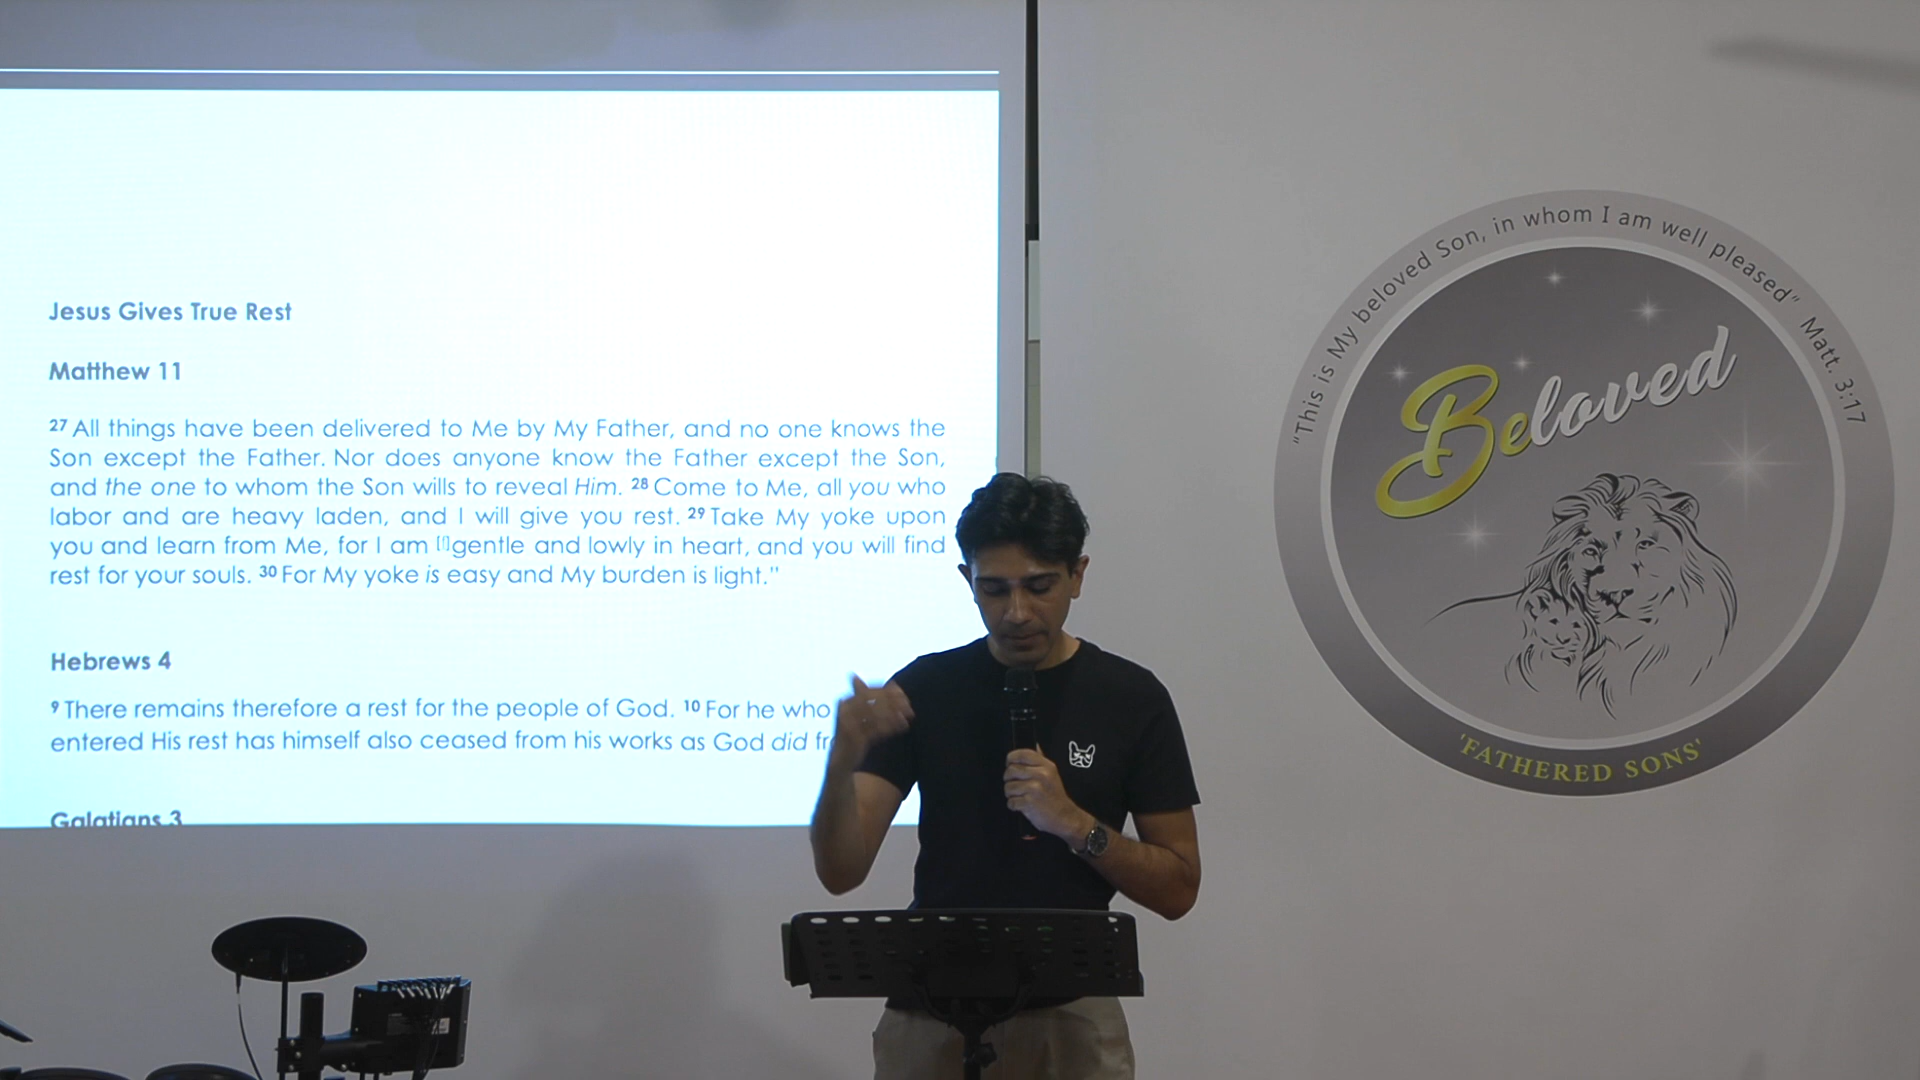 Jesus Gives True Rest
Matthew 11
27 All things have been delivered to Me by My Father, and no one knows the
Son except the Father. Nor does anyone know the Father except the Son,
and the one to whom the Son wills to reveal Him. 28 Come to Me, all you who
labor and are heavy laden, and I will give you rest. 29 Take My yoke upon
you and learn from Me, for I am gentle and lowly in heart, and you will find
rest for your souls. 30 For My yoke is easy and My burden is light."
Hebrews 4
9 There remains therefore a rest for the people of God. 10 For he who
entered His rest has himself also ceased from his works as God did
Galatians 3
"This is My beloved Son, in whom I am well pleased" Matt. 3:17
Beloved
'FATHERED SONS'